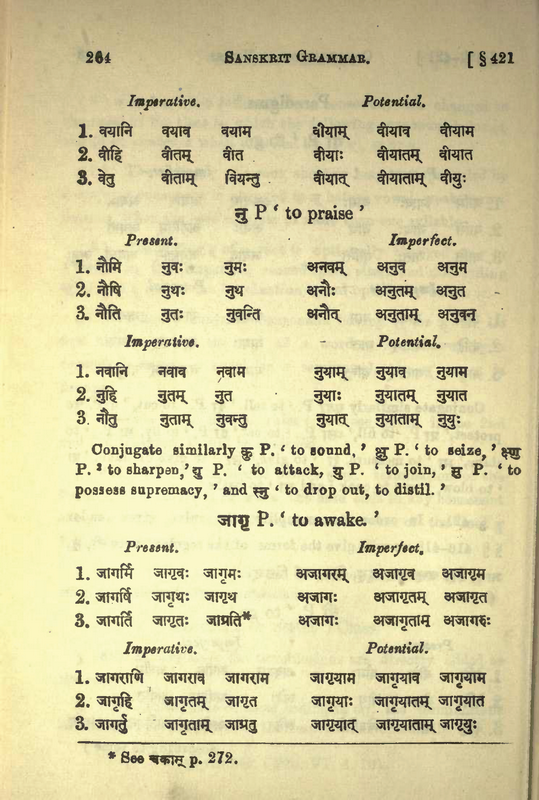 264 SANSKRIT GRAMMAR. [ § 421
Imperative. Potential.
1. वयानि वयाव वयाम वीयाम् वीयाव वीयाम
2. वीहि वीतम् वीत वीयाः वीयातम् वीयात
3. वेतु वीताम् वियन्तु वीयात् वीयाताम् वीयुः
नु P ‘ to praise ’
Present. Imperfect.
1. नौमि नुवः नुमः अनवम् अनुव अनुम
2. नौषि नुथः नुथ अनौः अनुतम् अनुत
3. नौति नुतः नुवन्ति अनौत् अनुताम् अनुवन्
Imperative. Potential.
1. नवानि नवाव नवाम नुयाम् नुयाव नुयाम
2. नुहि नुतम् नुत नुयाः नुयातम् नुयात
3. नौतु नुताम् नुवन्तु नुयात् नुयाताम् नुयुः
Conjugate similarly कु P. ‘ to sound, ’ क्षु P. ‘ to seize, ’ क्ष्णु
P. ‘ to sharpen,’ द्यु P. ‘ to attack, यु P. ‘ to join, ’ सु P. ‘ to
possess supremacy, ’ and स्नु ‘ to drop out, to distil. ’
जागृ P. ‘ to awake. ’
Present. Imperfect.
1. जागर्मि जागृवः जागृमः अजागरम् अजागृव अजागृम
2. जागर्षि जागृथः जागृथ अजागः अजागृतम् अजागृत
3. जागर्ति जागृतः जाग्रति* अजागः अजागृताम् अजागरुः
Imperative. Potential.
1. जागराणि जागराव जागराम जागृयाम् जागृयाव जागृयाम
2. जागृहि जागृतम् जागृत जागृयाः जागृयातम् जागृयात
3. जागर्तु जागृताम् जाग्रतु जागृयात् जागृयाताम् जागृयुः
* See चकास् p. 272.